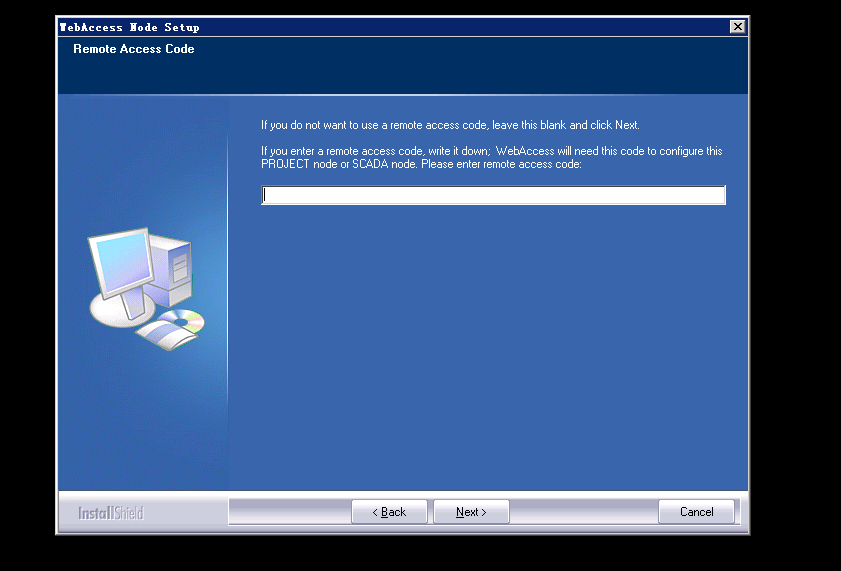 WebAccess Node Setup
Remote Access Code
If you do not want to use a remote access code, leave this blank and click Next.
If you enter a remote access code, write it down; WebAccess will need this code to configure this
PROJECT node or SCADA node. Please enter remote access code:
InstallShield
< Back
Next >
Cancel